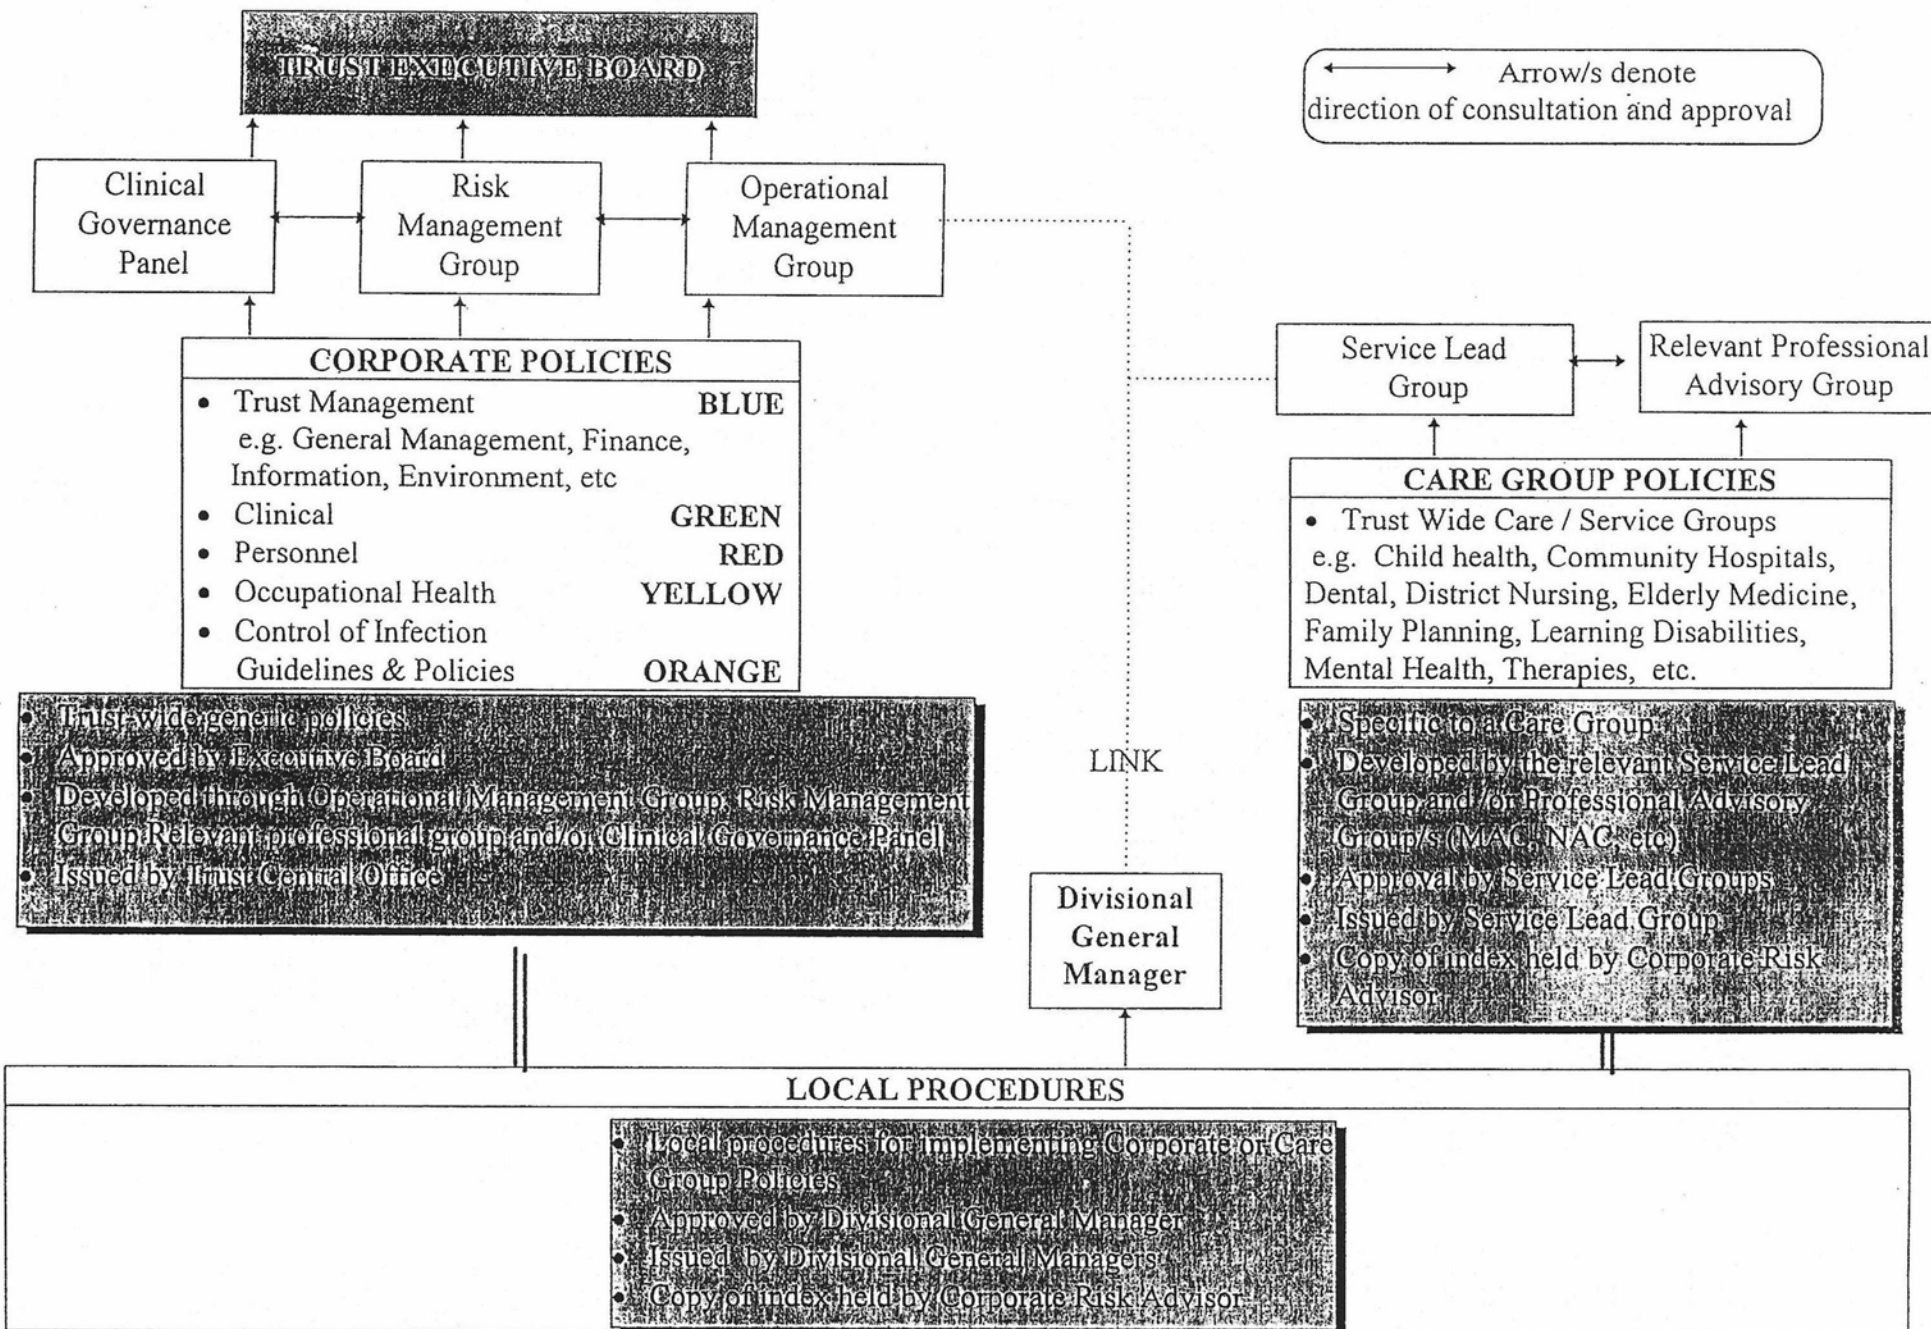 TRUST EXECUTIVE BOARD
Arrow/s denote
direction of consultation and approval
Clinical
Governance
Panel
Risk
Management
Group
Operational
Management
Group
CORPORATE POLICIES
• Trust Management BLUE
e.g. General Management, Finance,
Information, Environment, etc
• Clinical GREEN
• Personnel RED
• Occupational Health YELLOW
• Control of Infection
Guidelines & Policies ORANGE
• Trust-wide generic policies
• Approved by Executive Board
• Developed through Operational Management Group, Risk Management
Group Relevant professional group and/or Clinical Governance Panel
• Issued by Trust Central Office
Service Lead
Group
Relevant Professional
Advisory Group
CARE GROUP POLICIES
• Trust Wide Care / Service Groups
e.g. Child health, Community Hospitals,
Dental, District Nursing, Elderly Medicine,
Family Planning, Learning Disabilities,
Mental Health, Therapies, etc.
• Specific to a Care Group
• Developed by the relevant Service Lead
Group and/or Professional Advisory
Group/s (MAC, NAC, etc)
• Approval by Service Lead Groups
• Issued by Service Lead Group
• Copy of index held by Corporate Risk
Advisor
LINK
Divisional
General
Manager
LOCAL PROCEDURES
• Local procedures for implementing Corporate or Care
Group Policies
• Approved by Divisional General Manager
• Issued by Divisional General Managers
• Copy of index held by Corporate Risk Advisor